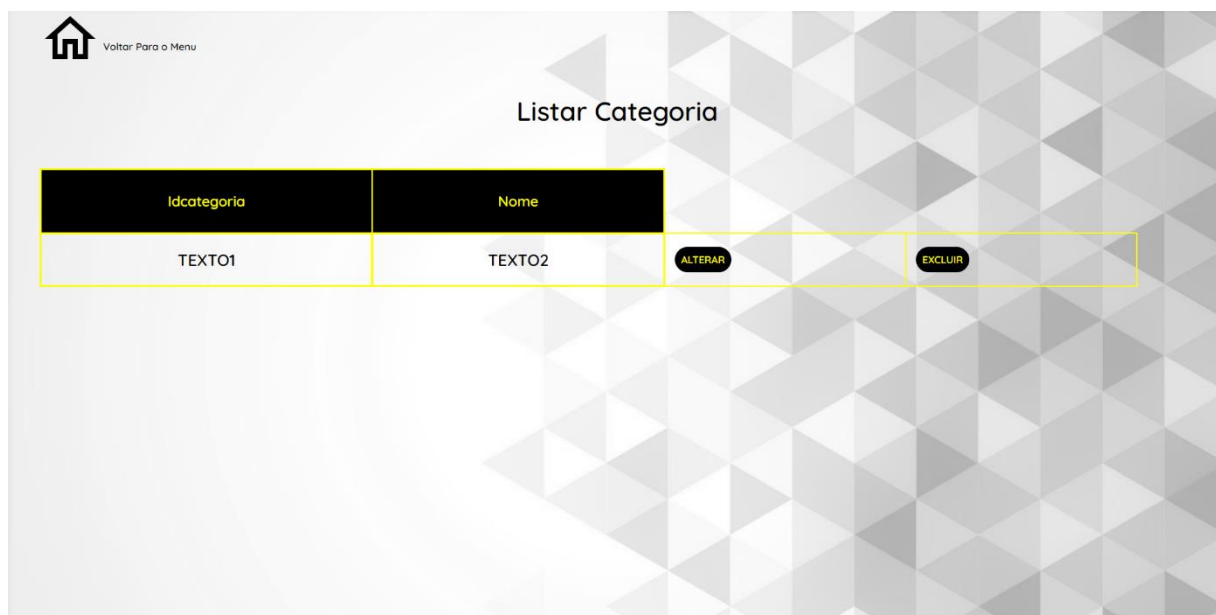 Voltar Para o Menu
Listar Categoria
Idcategoria Nome
TEXTO1 TEXTO2 ALTERAR EXCLUIR